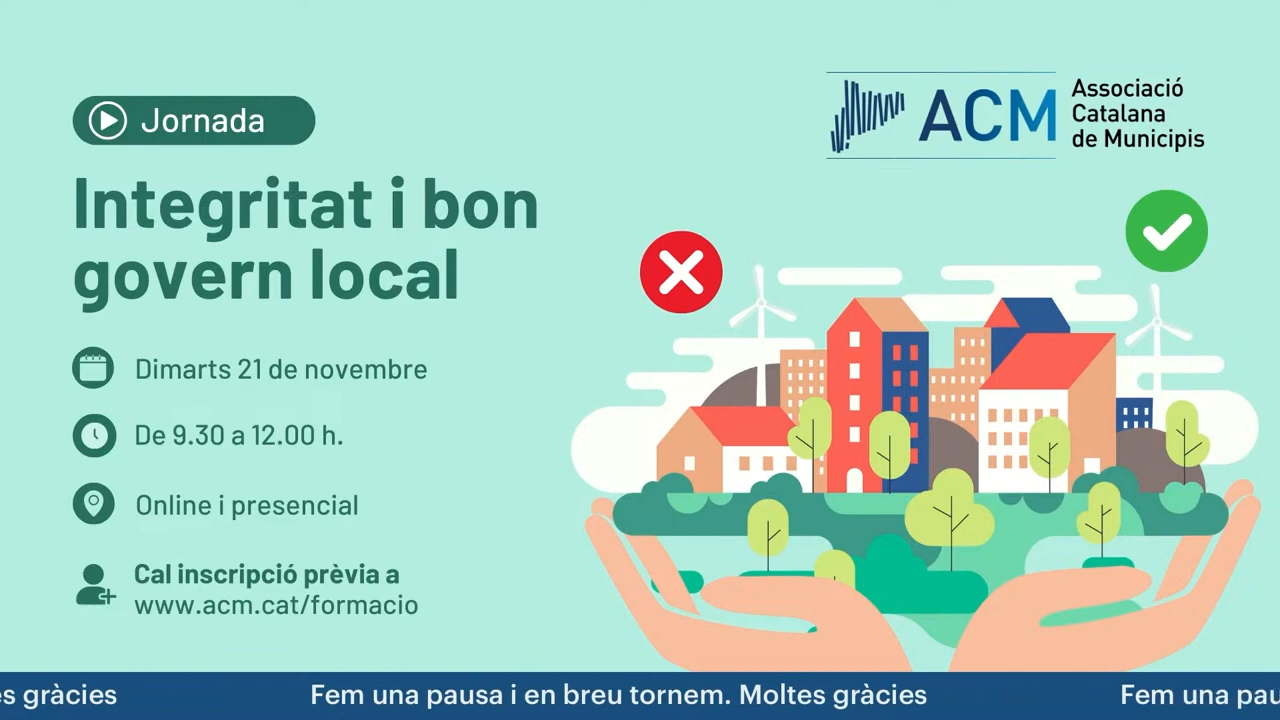 Jornada
ACM
Associació
Catalana
de Municipis
Integritat i bon
govern local
Dimarts 21 de novembre
De 9.30 a 12.00 h.
Online i presencial
Cal inscripció prèvia a
www.acm.cat/formacio
es gràcies Fem una pausa i en breu tornem. Moltes gràcies Fem una pau